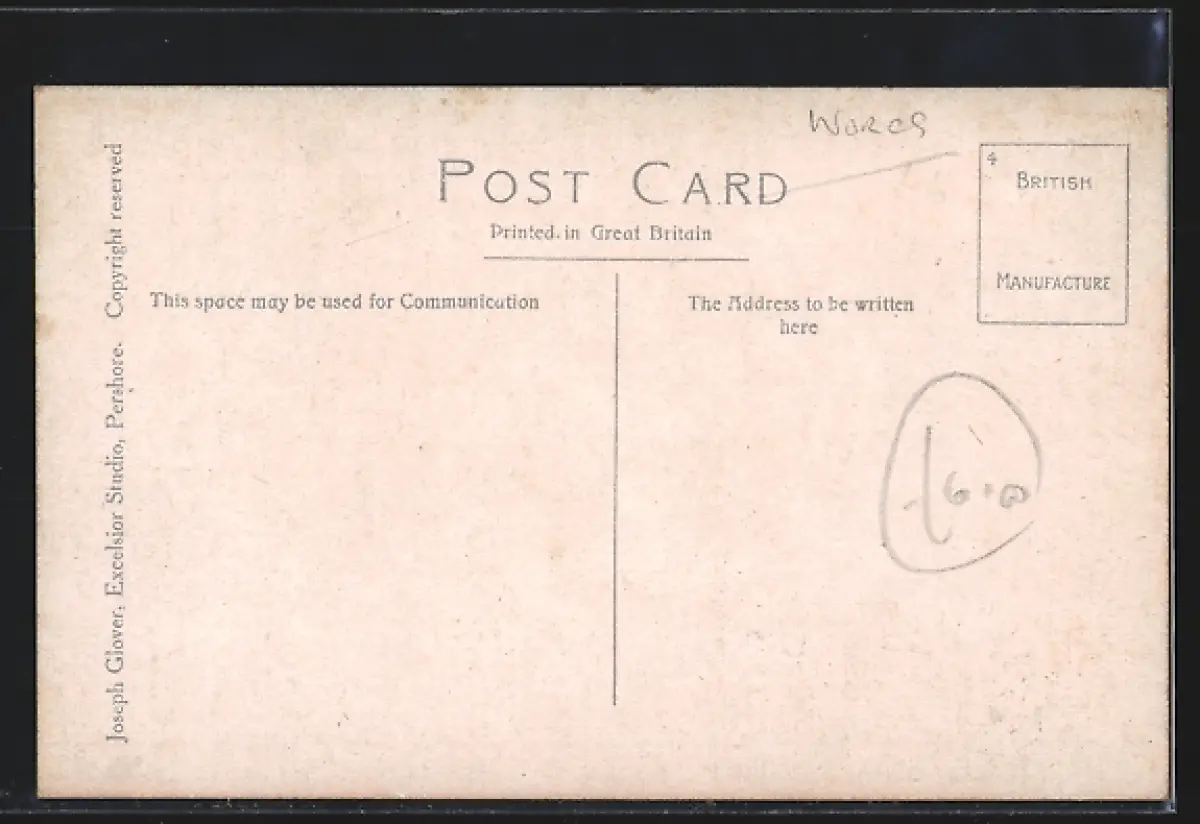 Worcs
POST CARD
Printed in Great Britain
4
BRITISH
MANUFACTURE
This space may be used for Communication
The Address to be written
here
Joseph Glover, Excelsior Studio, Pershore. Copyright reserved